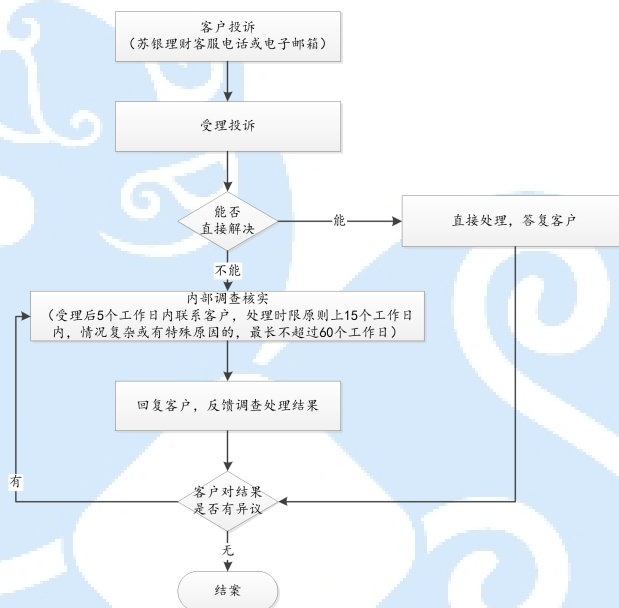 客户投诉
（苏银理财客服电话或电子邮箱）
受理投诉
能否
直接解决
能
直接处理，答复客户
不能
内部调查核实
（受理后5个工作日内联系客户，处理时限原则上15个工作日
内，情况复杂或有特殊原因的，最长不超过60个工作日）
回复客户，反馈调查处理结果
有
客户对结果
是否有异议
无
结案